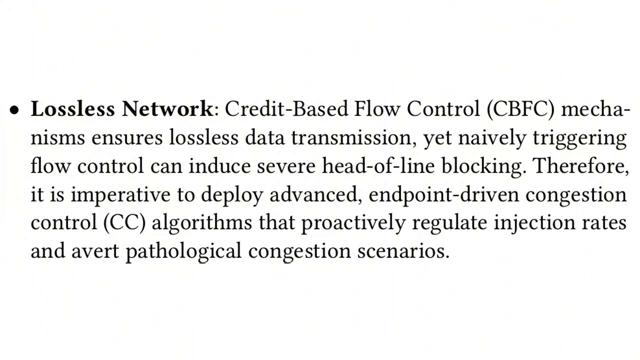 • Lossless Network: Credit-Based Flow Control (CBFC) mecha-
nisms ensures lossless data transmission, yet naively triggering
flow control can induce severe head-of-line blocking. Therefore,
it is imperative to deploy advanced, endpoint-driven congestion
control (CC) algorithms that proactively regulate injection rates
and avert pathological congestion scenarios.